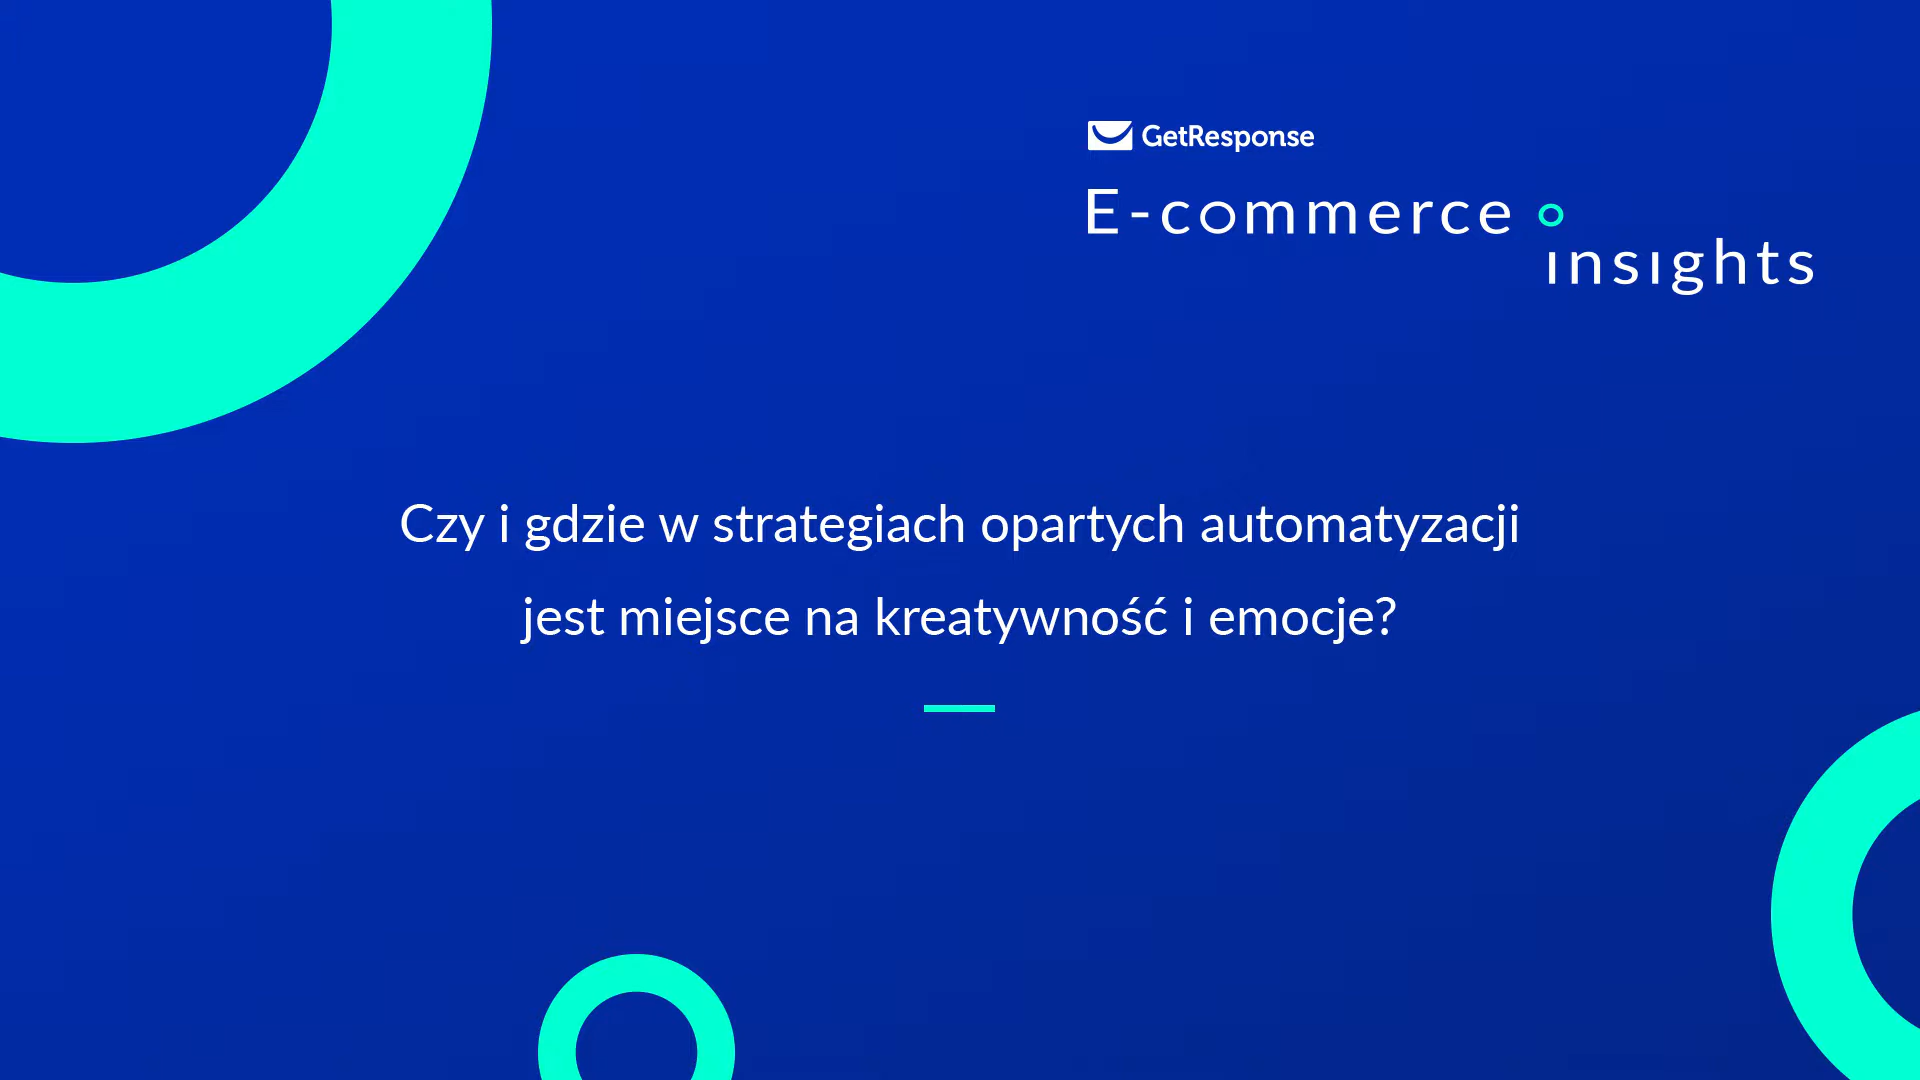 GetResponse
E-commerce
insights
Czy i gdzie w strategiach opartych automatyzacji
jest miejsce na kreatywność i emocje?